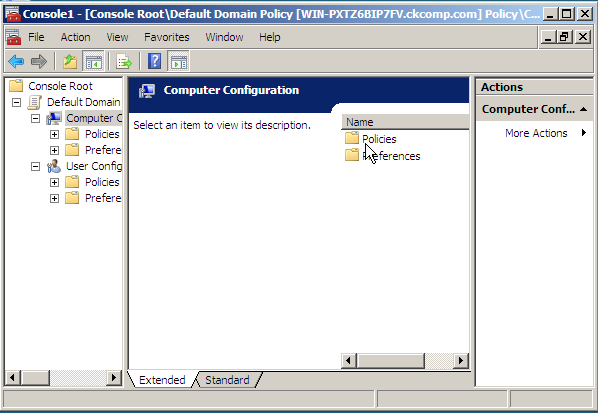 Console1 - [Console Root\Default Domain Policy [WIN-PXTZ6BIP7FV.ckcomp.com] Policy\C...
File Action View Favorites Window Help
Console Root
Default Domain
Computer C
Policies
Prefere
User Config
Policies
Prefere
Computer Configuration
Select an item to view its description.
Name
Policies
Preferences
Extended Standard
Actions
Computer Conf...
More Actions